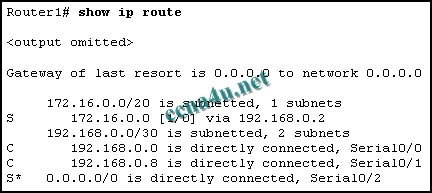 Router1# show ip route
<output omitted>
Gateway of last resort is 0.0.0.0 to network 0.0.0.0
172.16.0.0/20 is subnetted, 1 subnets
S 172.16.0.0 [1/0] via 192.168.0.2
192.168.0.0/30 is subnetted, 2 subnets
C 192.168.0.0 is directly connected, Serial0/0
C 192.168.0.8 is directly connected, Serial0/1
S* 0.0.0.0/0 is directly connected, Serial0/2
ccna4u.net